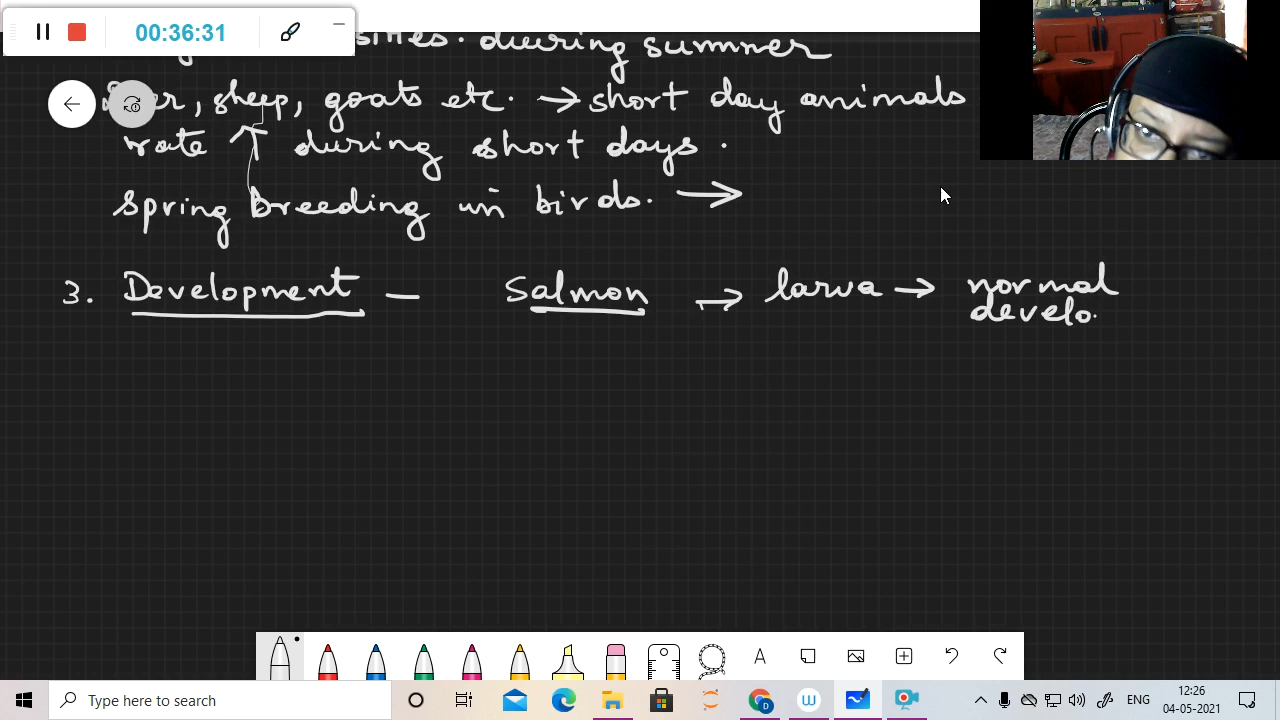 00:36:31
during summer
sheep, goats etc. → short day animals
rate ↑ during short days.
Spring breeding in birds. →
3. Development — Salmon → larva → normal
develo.
A
Type here to search
ENG
12:26
04-05-2021